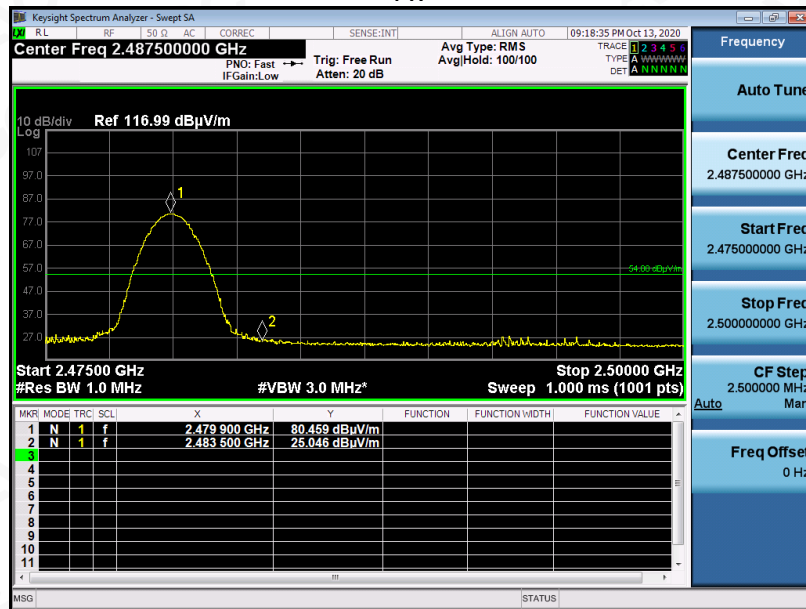 Keysight Spectrum Analyzer - Swept SA
RL RF 50 Ω AC CORREC SENSE:INT ALIGN AUTO 09:18:35 PM Oct 13, 2020
Center Freq 2.487500000 GHz
PNO: Fast
IFGain:Low
Trig: Free Run
Atten: 20 dB
Avg Type: RMS
Avg|Hold: 100/100
TRACE 1 2 3 4 5 6
TYPE A WWWWW
DET A N N N N N
10 dB/div Ref 116.99 dBµV/m
Log
107
97.0
87.0
77.0
67.0
57.0
47.0
37.0
27.0
1
2
54.00 dBµV/m
Start 2.47500 GHz Stop 2.50000 GHz
#Res BW 1.0 MHz #VBW 3.0 MHz* Sweep 1.000 ms (1001 pts)
MKR MODE TRC SCL X Y FUNCTION FUNCTION WIDTH FUNCTION VALUE
1 N 1 f 2.479 900 GHz 80.459 dBµV/m
2 N 1 f 2.483 500 GHz 25.046 dBµV/m
3
4
5
6
7
8
9
10
11
MSG STATUS
Frequency
Auto Tune
Center Freq
2.487500000 GHz
Start Freq
2.475000000 GHz
Stop Freq
2.500000000 GHz
CF Step
2.500000 MHz
Auto Man
Freq Offset
0 Hz